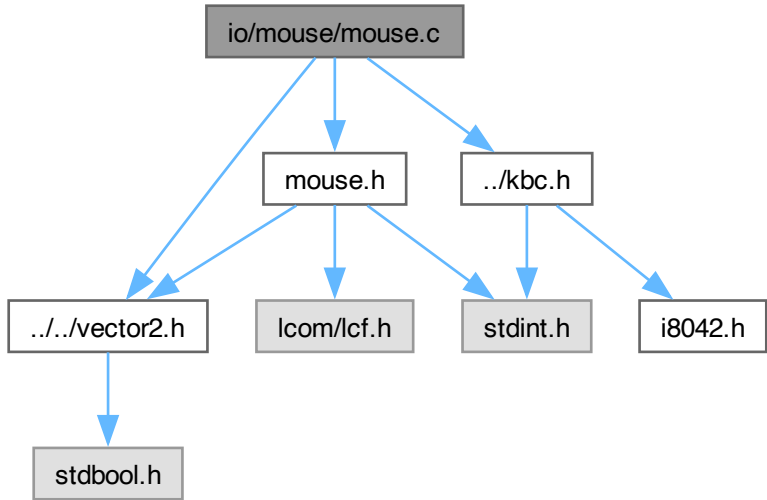 io/mouse/mouse.c
mouse.h
../kbc.h
../../vector2.h
lcom/lcf.h
stdint.h
i8042.h
stdbool.h